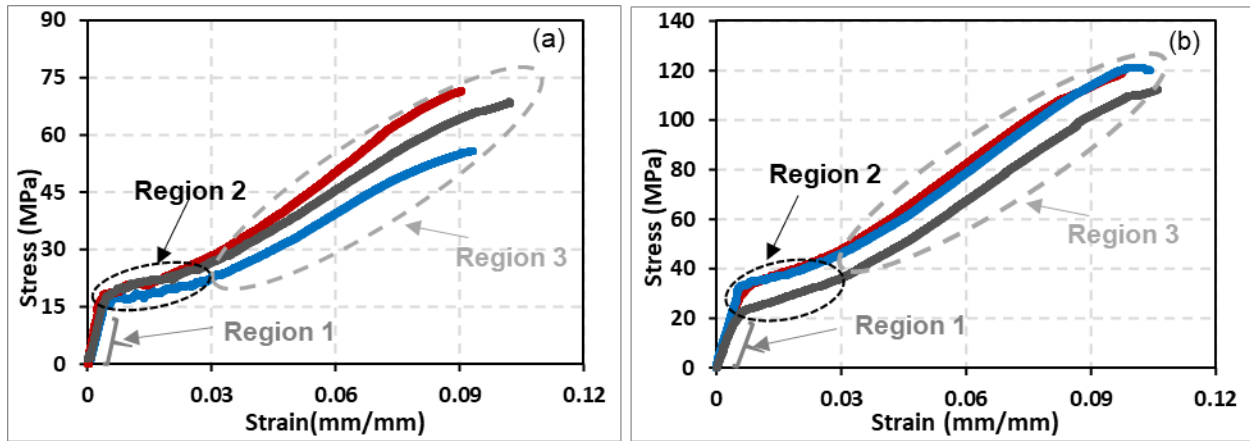 (a)
90
75
60
45
30
15
0
Stress (MPa)
Region 2
Region 3
Region 1
0 0.03 0.06 0.09 0.12
Strain(mm/mm)
(b)
140
120
100
80
60
40
20
0
Stress (MPa)
Region 2
Region 3
Region 1
0 0.03 0.06 0.09 0.12
Strain (mm/mm)